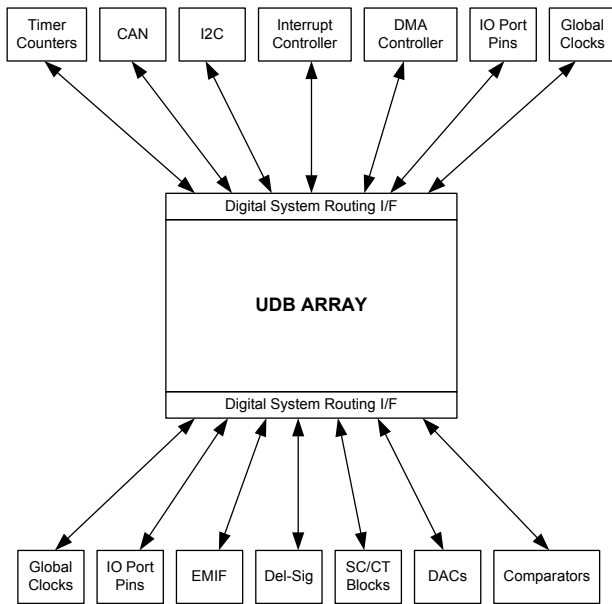 Timer
Counters
CAN
I2C
Interrupt
Controller
DMA
Controller
IO Port
Pins
Global
Clocks
Digital System Routing I/F
UDB ARRAY
Digital System Routing I/F
Global
Clocks
IO Port
Pins
EMIF
Del-Sig
SC/CT
Blocks
DACs
Comparators